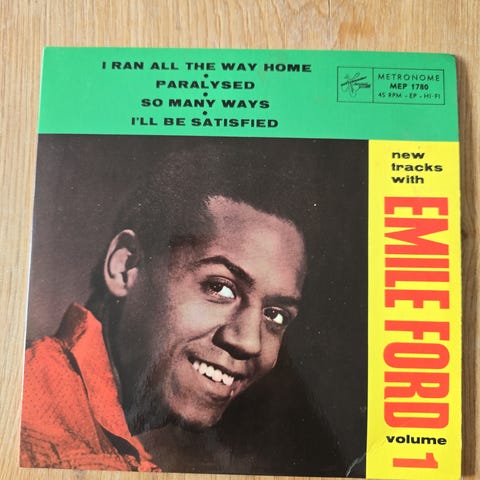 I RAN ALL THE WAY HOME
PARALYSED
SO MANY WAYS
I'LL BE SATISFIED
METRONOME
MEP 1780
45 RPM - EP - HI-FI
new
tracks
with
EMILE FORD
volume 1